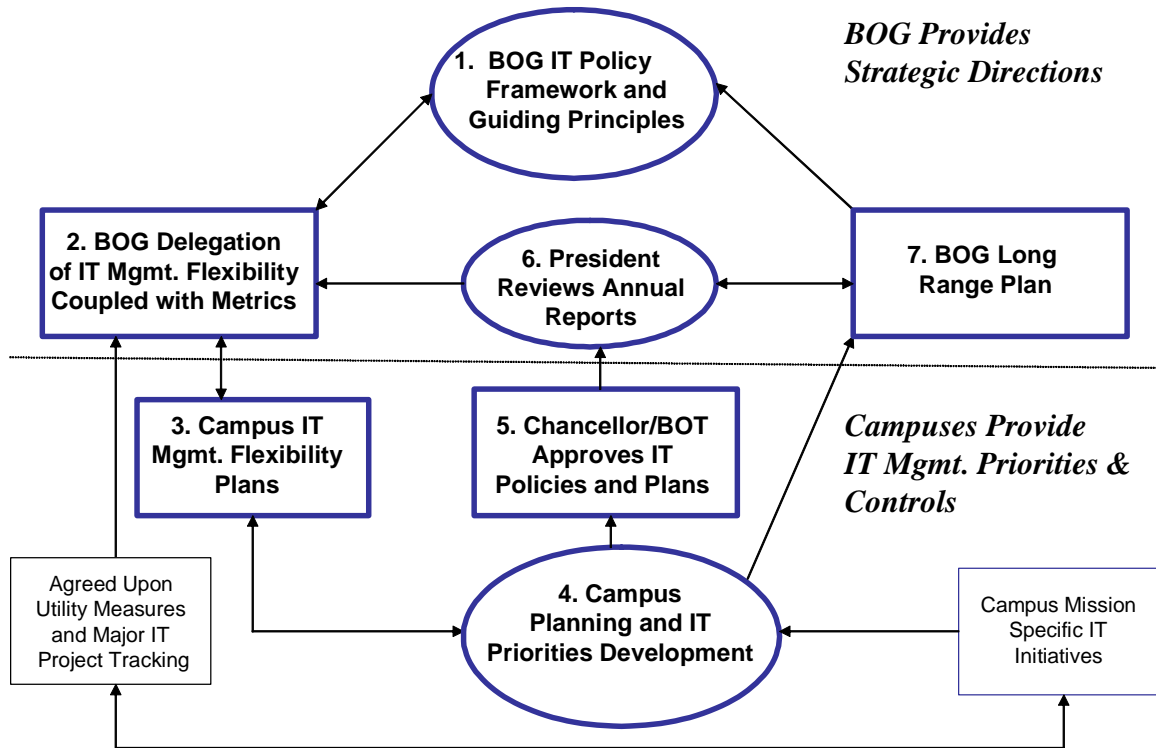 1. BOG IT Policy
Framework and
Guiding Principles
BOG Provides
Strategic Directions
2. BOG Delegation
of IT Mgmt. Flexibility
Coupled with Metrics
6. President
Reviews Annual
Reports
7. BOG Long
Range Plan
3. Campus IT
Mgmt. Flexibility
Plans
5. Chancellor/BOT
Approves IT
Policies and Plans
Campuses Provide
IT Mgmt. Priorities &
Controls
Agreed Upon
Utility Measures
and Major IT
Project Tracking
4. Campus
Planning and IT
Priorities Development
Campus Mission
Specific IT
Initiatives